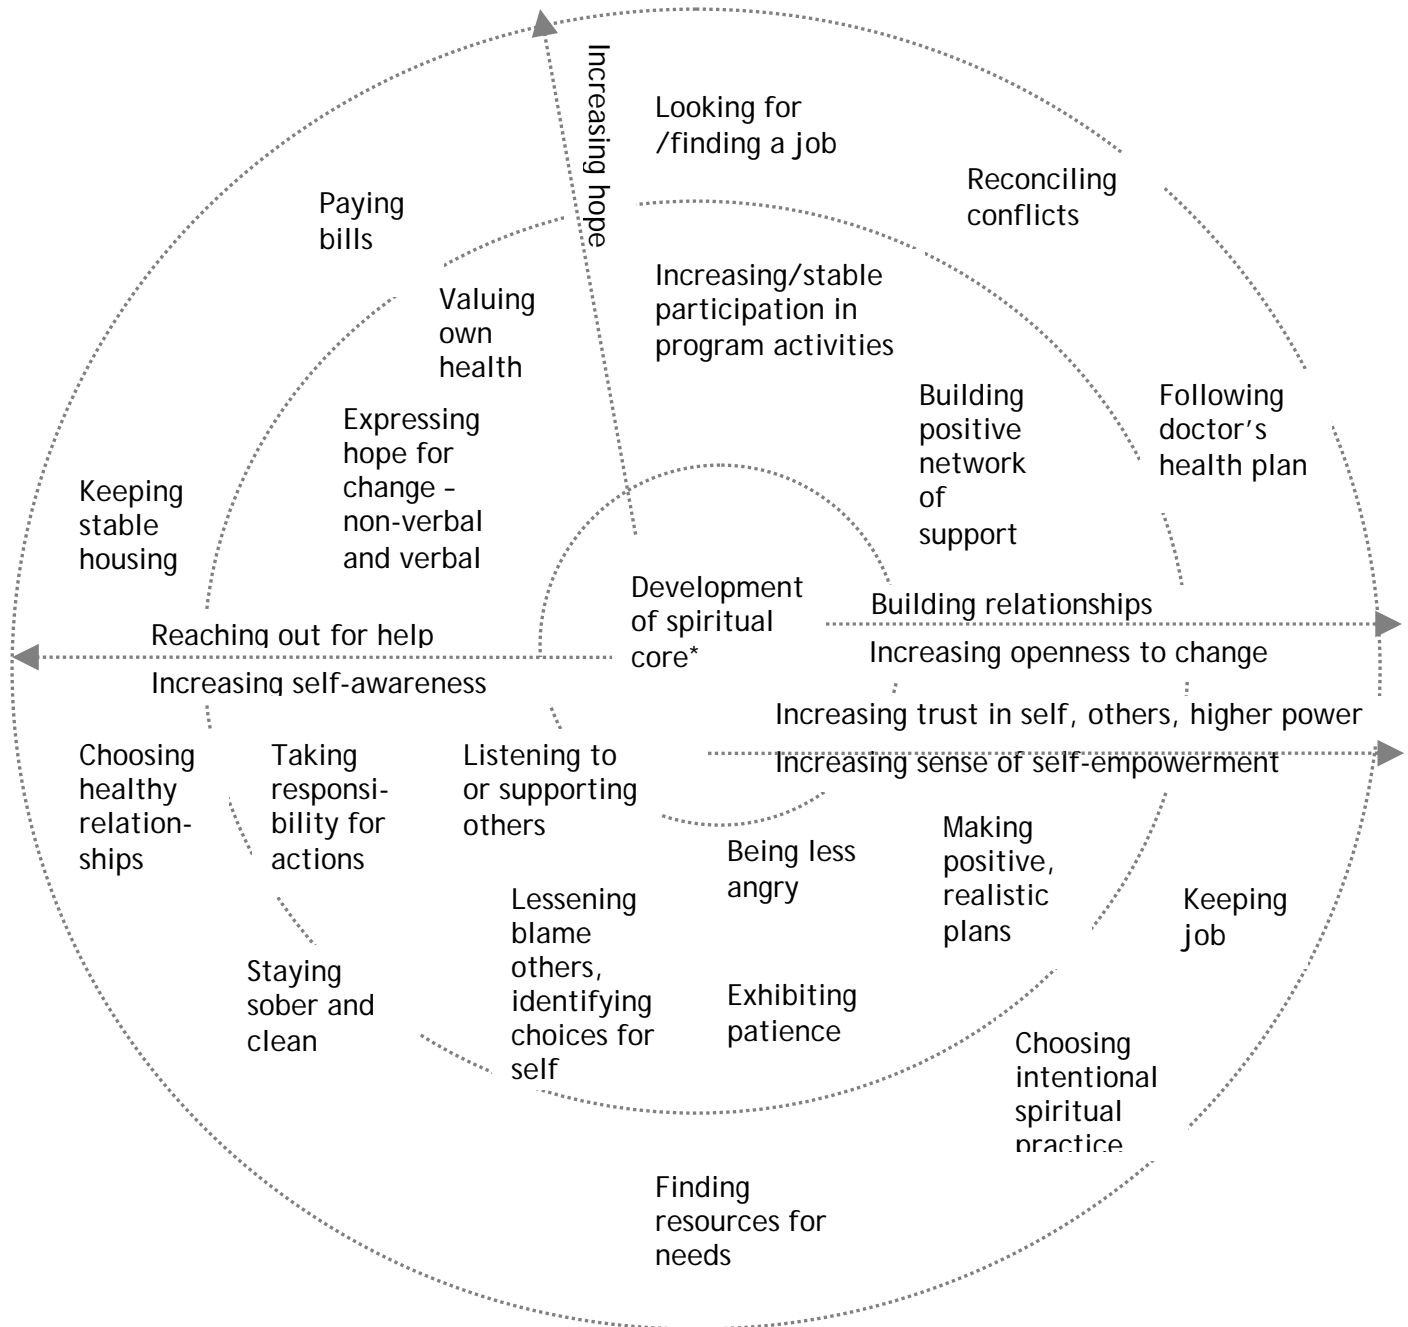 Increasing hope
Looking for
/finding a job
Reconciling
conflicts
Paying
bills
Increasing/stable
participation in
program activities
Valuing
own
health
Building
positive
network
of
support
Following
doctor's
health plan
Expressing
hope for
change –
non-verbal
and verbal
Keeping
stable
housing
Development
of spiritual
core*
Building relationships
Reaching out for help
Increasing openness to change
Increasing self-awareness
Increasing trust in self, others, higher power
Increasing sense of self-empowerment
Choosing
healthy
relation-
ships
Taking
responsi-
bility for
actions
Listening to
or supporting
others
Being less
angry
Making
positive,
realistic
plans
Keeping
job
Lessening
blame
others,
identifying
choices for
self
Staying
sober and
clean
Exhibiting
patience
Choosing
intentional
spiritual
practice
Finding
resources for
needs